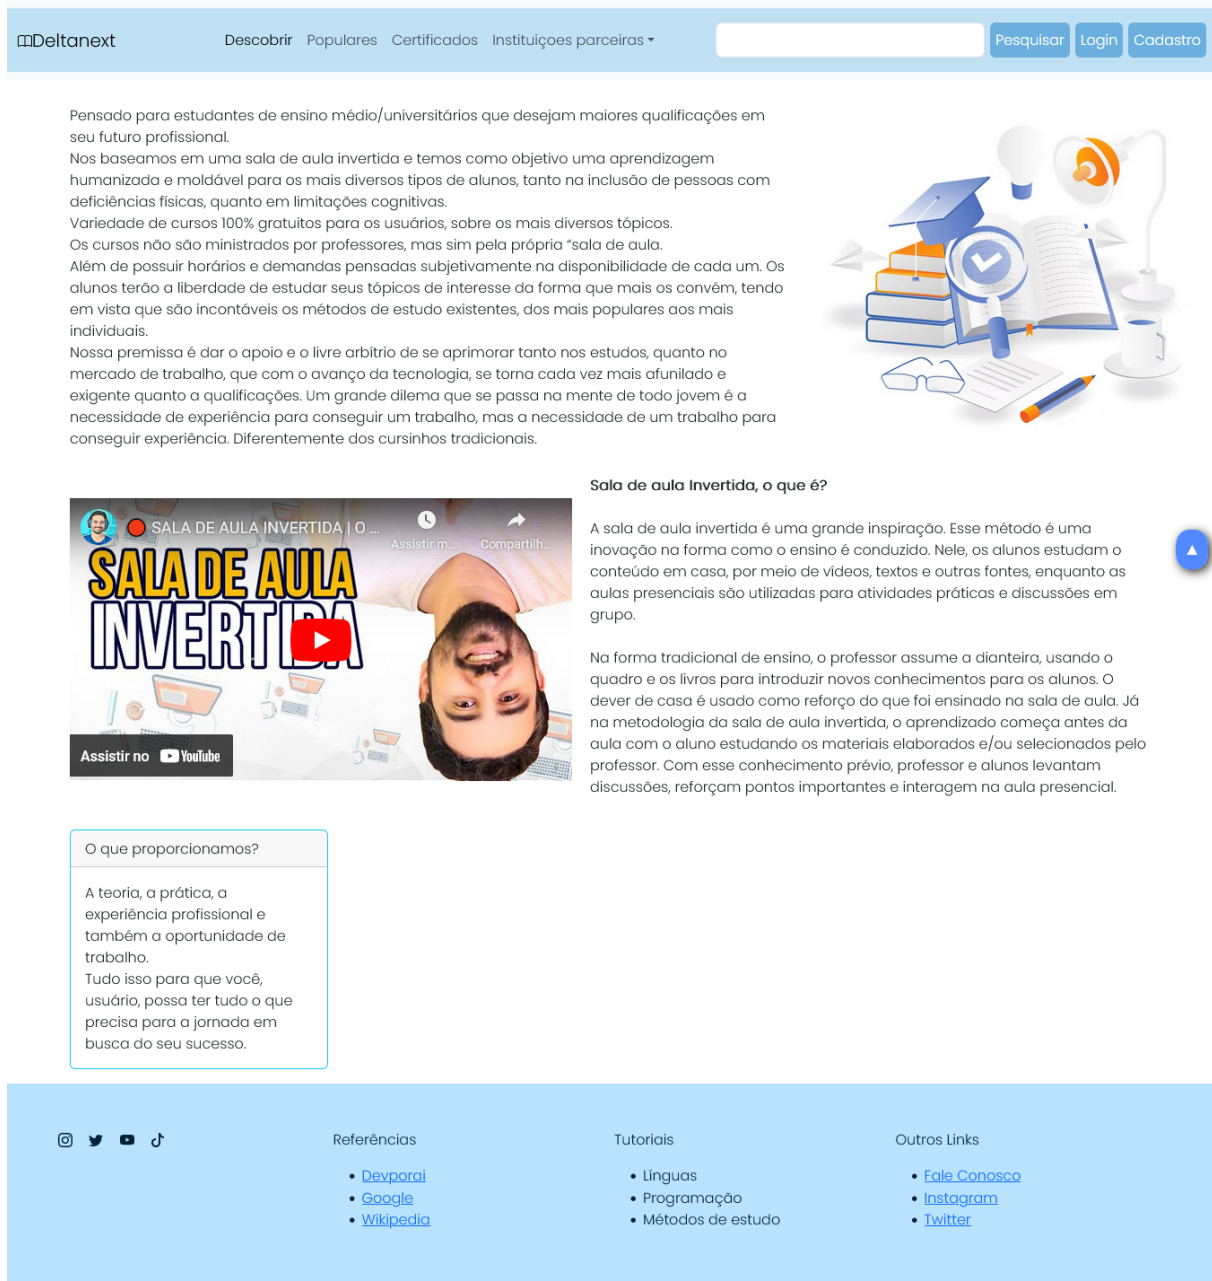 Deltanext
Descobrir Populares Certificados Instituiçoes parceiras
Pesquisar Login Cadastro
Pensado para estudantes de ensino médio/universitários que desejam maiores qualificações em
seu futuro profissional.
Nos baseamos em uma sala de aula invertida e temos como objetivo uma aprendizagem
humanizada e moldável para os mais diversos tipos de alunos, tanto na inclusão de pessoas com
deficiências físicas, quanto em limitações cognitivas.
Variedade de cursos 100% gratuitos para os usuários, sobre os mais diversos tópicos.
Os cursos não são ministrados por professores, mas sim pela própria “sala de aula.
Além de possuir horários e demandas pensadas subjetivamente na disponibilidade de cada um. Os
alunos terão a liberdade de estudar seus tópicos de interesse da forma que mais os convém, tendo
em vista que são incontáveis os métodos de estudo existentes, dos mais populares aos mais
individuais.
Nossa premissa é dar o apoio e o livre arbítrio de se aprimorar tanto nos estudos, quanto no
mercado de trabalho, que com o avanço da tecnologia, se torna cada vez mais afunilado e
exigente quanto a qualificações. Um grande dilema que se passa na mente de todo jovem é a
necessidade de experiência para conseguir um trabalho, mas a necessidade de um trabalho para
conseguir experiência. Diferentemente dos cursinhos tradicionais.
SALA DE AULA INVERTIDA | O ...
Assistir m... Compartilh...
SALA DE AULA
INVERTIDA
Assistir no YouTube
Sala de aula Invertida, o que é?
A sala de aula invertida é uma grande inspiração. Esse método é uma
inovação na forma como o ensino é conduzido. Nele, os alunos estudam o
conteúdo em casa, por meio de vídeos, textos e outras fontes, enquanto as
aulas presenciais são utilizadas para atividades práticas e discussões em
grupo.
Na forma tradicional de ensino, o professor assume a dianteira, usando o
quadro e os livros para introduzir novos conhecimentos para os alunos. O
dever de casa é usado como reforço do que foi ensinado na sala de aula. Já
na metodologia da sala de aula invertida, o aprendizado começa antes da
aula com o aluno estudando os materiais elaborados e/ou selecionados pelo
professor. Com esse conhecimento prévio, professor e alunos levantam
discussões, reforçam pontos importantes e interagem na aula presencial.
O que proporcionamos?
A teoria, a prática, a
experiência profissional e
também a oportunidade de
trabalho.
Tudo isso para que você,
usuário, possa ter tudo o que
precisa para a jornada em
busca do seu sucesso.
Referências
Devporai
Google
Wikipedia
Tutoriais
Línguas
Programação
Métodos de estudo
Outros Links
Fale Conosco
Instagram
Twitter